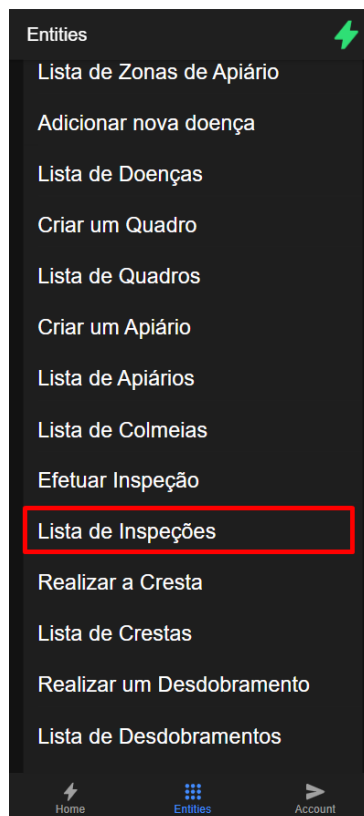 Entities
Lista de Zonas de Apiário
Adicionar nova doença
Lista de Doenças
Criar um Quadro
Lista de Quadros
Criar um Apiário
Lista de Apiários
Lista de Colmeias
Efetuar Inspeção
Lista de Inspeções
Realizar a Cresta
Lista de Crestas
Realizar um Desdobramento
Lista de Desdobramentos
Home Entities Account